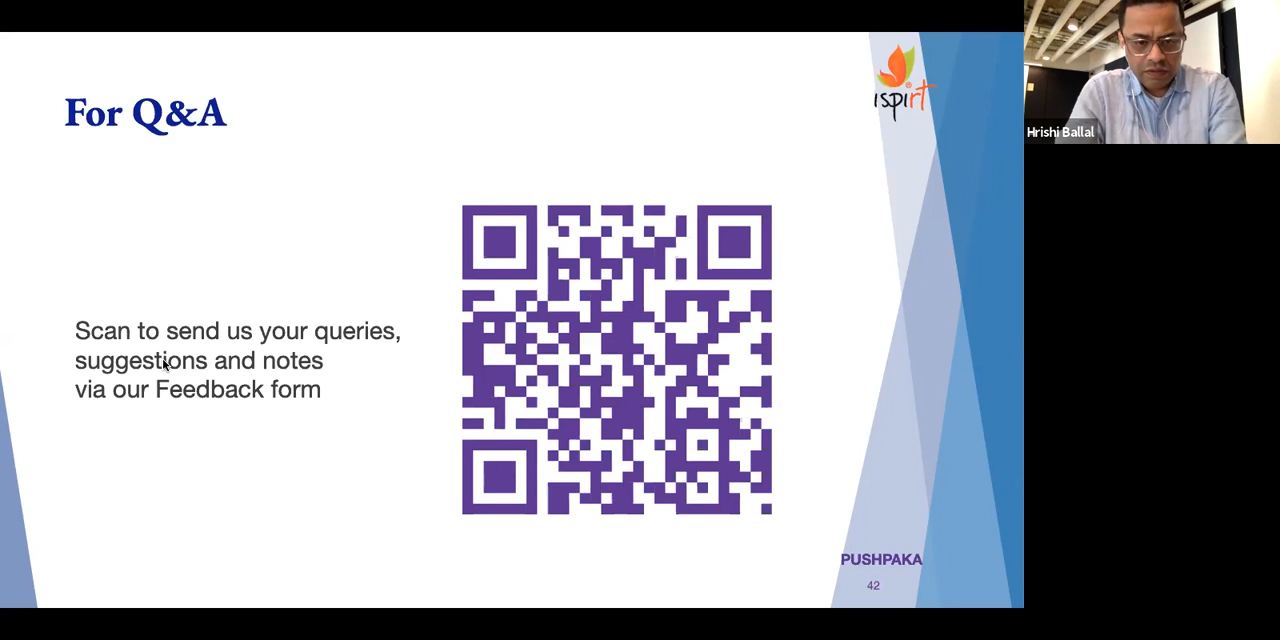 For Q&A
ispirt
Hrishi Ballal
Scan to send us your queries,
suggestions and notes
via our Feedback form
PUSHPAKA
42